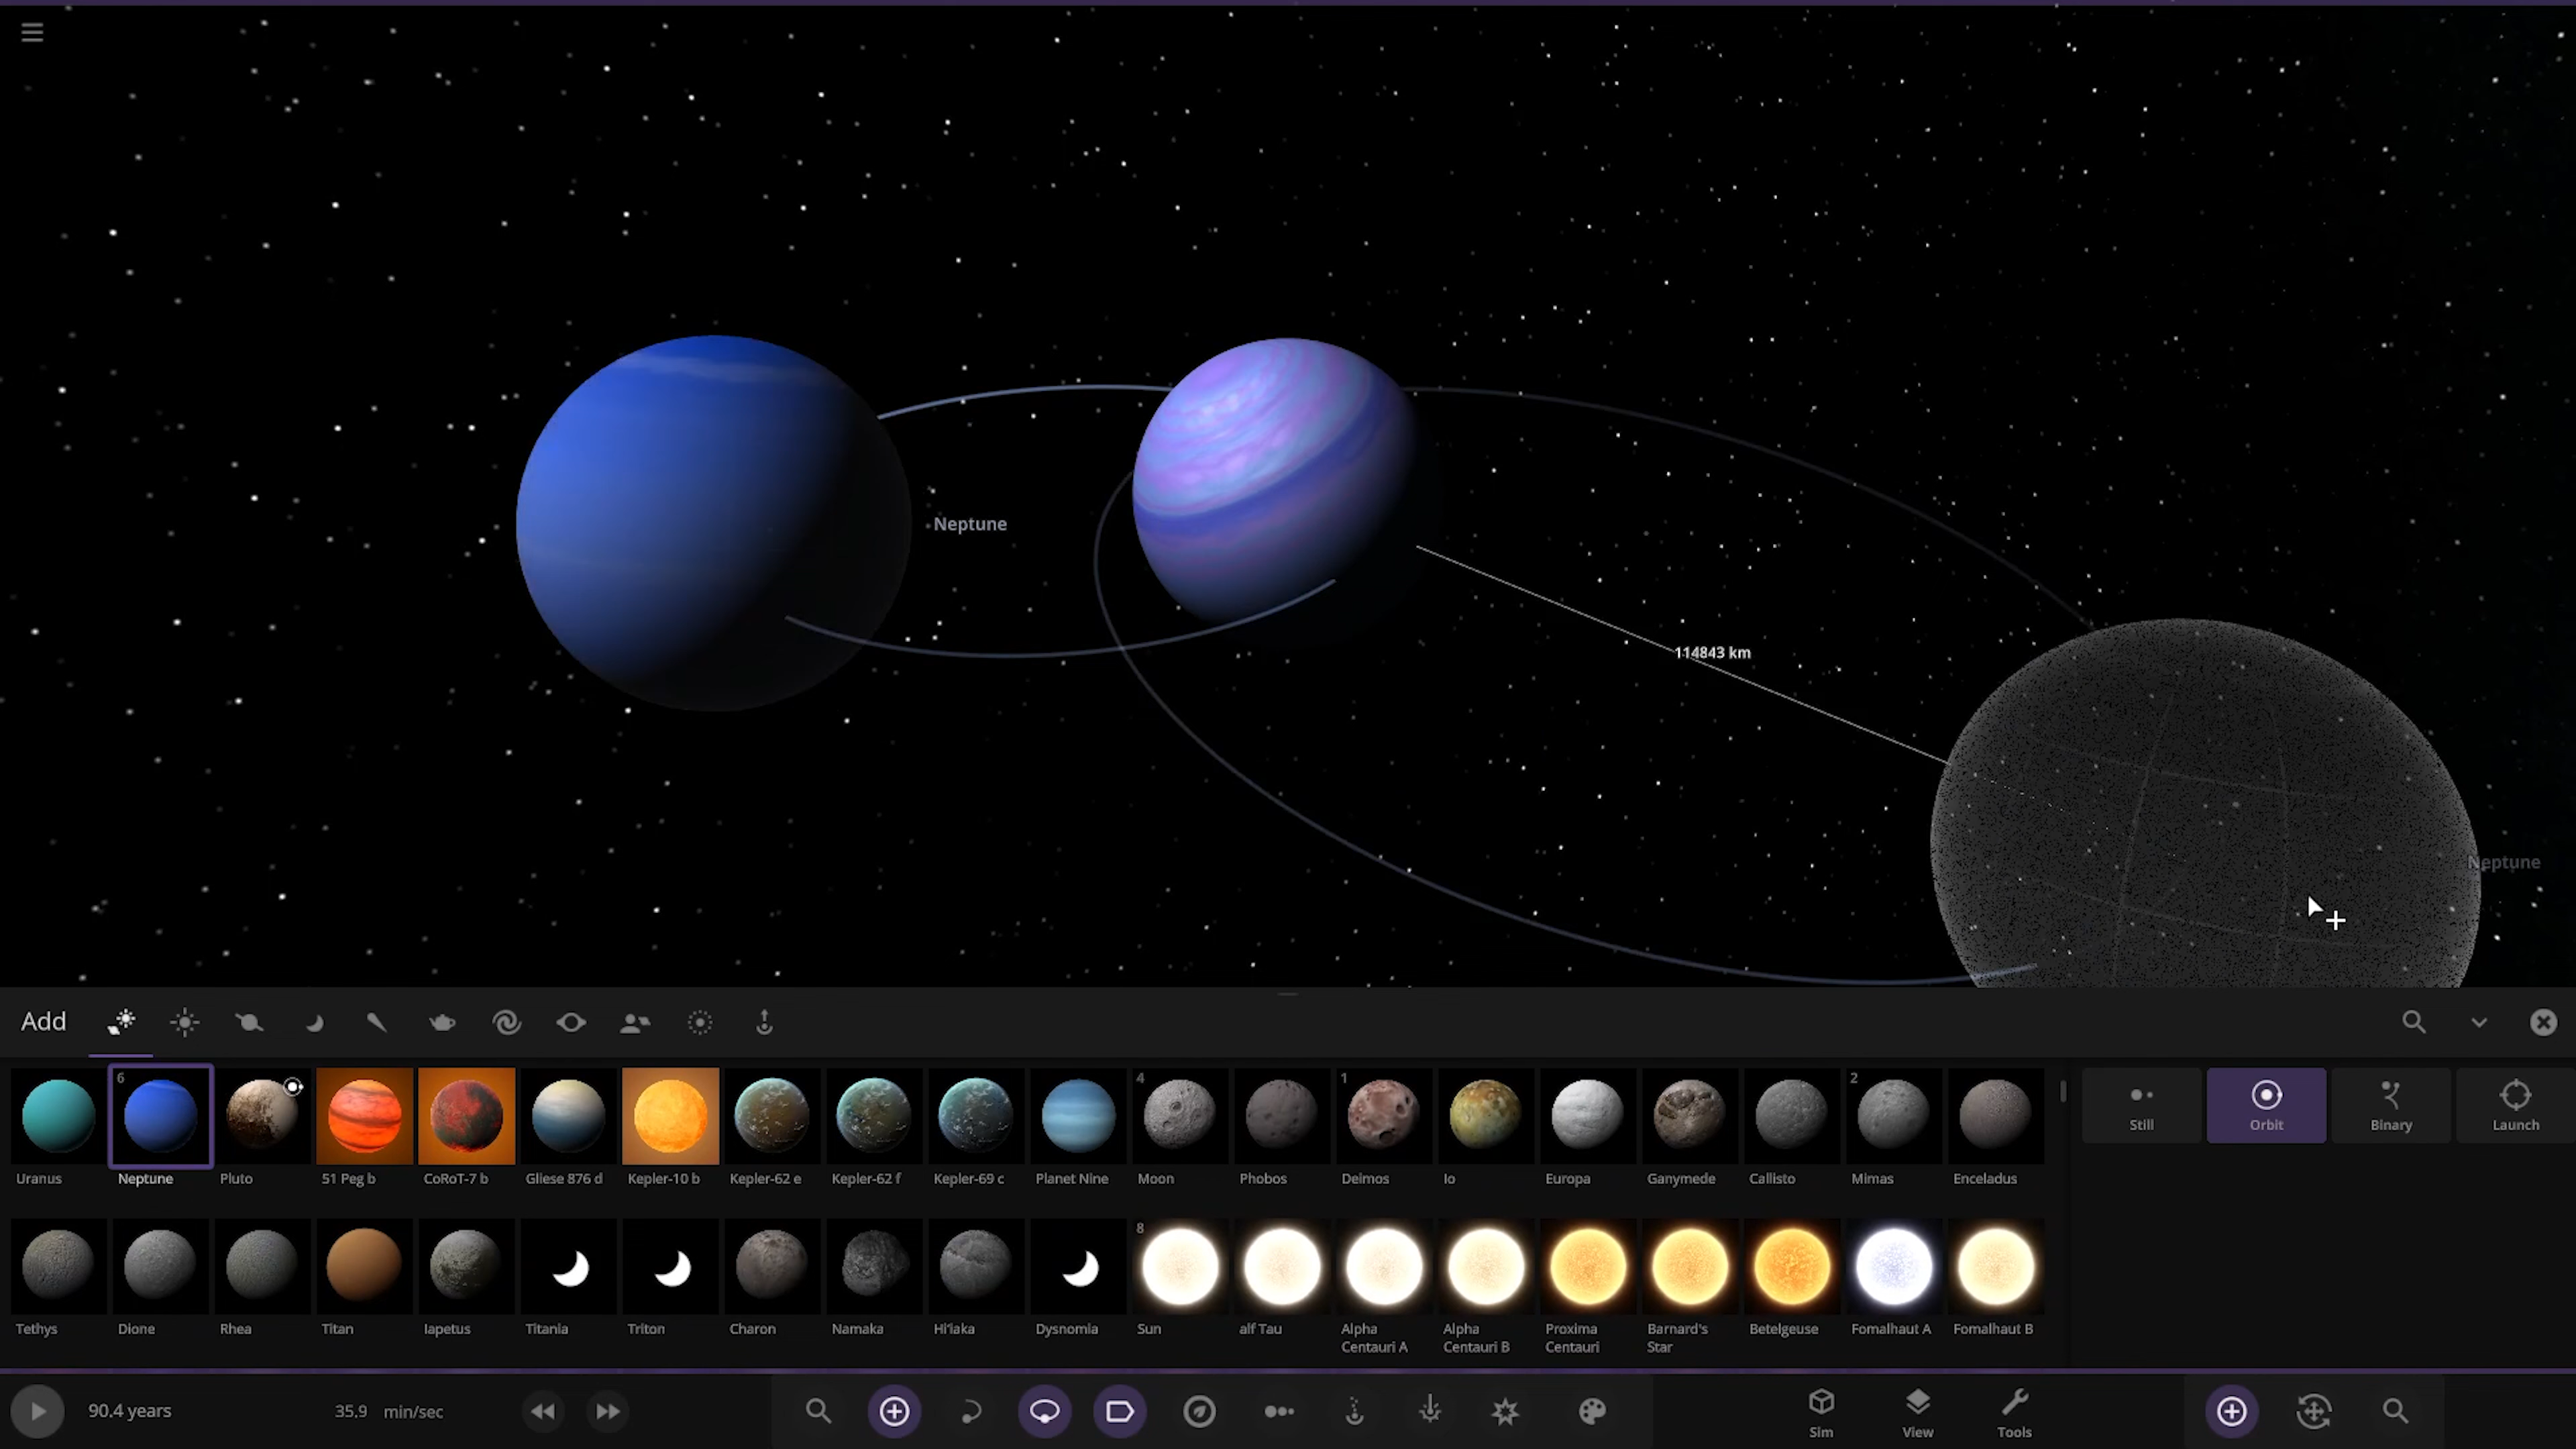 Neptune
114843 km
Neptune
Add
6
4
1
2
Uranus
Neptune
Pluto
51 Peg b
CoRoT-7 b
Gliese 876 d
Kepler-10 b
Kepler-62 e
Kepler-62 f
Kepler-69 c
Planet Nine
Moon
Phobos
Deimos
Io
Europa
Ganymede
Callisto
Mimas
Enceladus
Still
Orbit
Binary
Launch
8
Tethys
Dione
Rhea
Titan
Iapetus
Titania
Triton
Charon
Namaka
Hi'iaka
Dysnomia
Sun
alf Tau
Alpha
Centauri A
Alpha
Centauri B
Proxima
Centauri
Barnard's
Star
Betelgeuse
Fomalhaut A
Fomalhaut B
90.4 years
35.9 min/sec
Sim
View
Tools